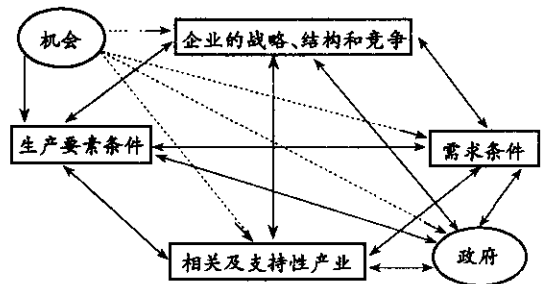 机会
企业的战略、结构和竞争
生产要素条件
需求条件
相关及支持性产业
政府